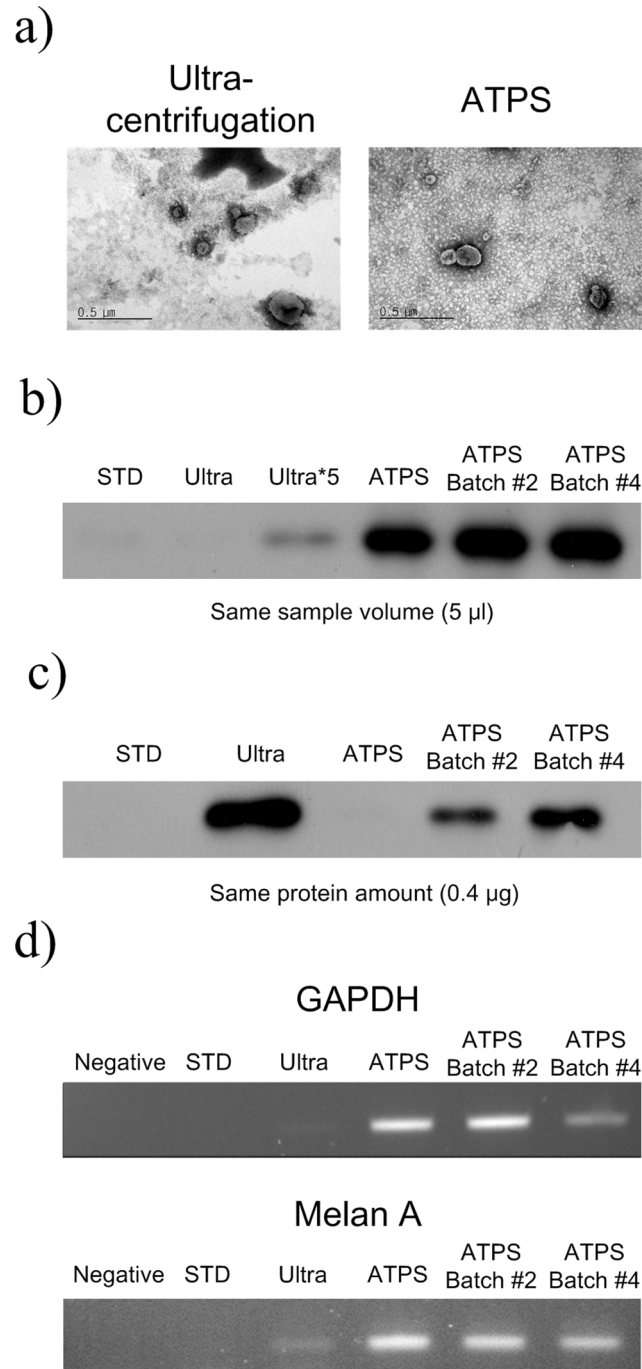 a)
Ultra-
centrifugation
ATPS
0.5 µm
0.5 µm
b)
STD Ultra Ultra*5 ATPS ATPS Batch #2 ATPS Batch #4
Same sample volume (5 µl)
c)
STD Ultra ATPS ATPS Batch #2 ATPS Batch #4
Same protein amount (0.4 µg)
d)
GAPDH
Negative STD Ultra ATPS ATPS Batch #2 ATPS Batch #4
Melan A
Negative STD Ultra ATPS ATPS Batch #2 ATPS Batch #4